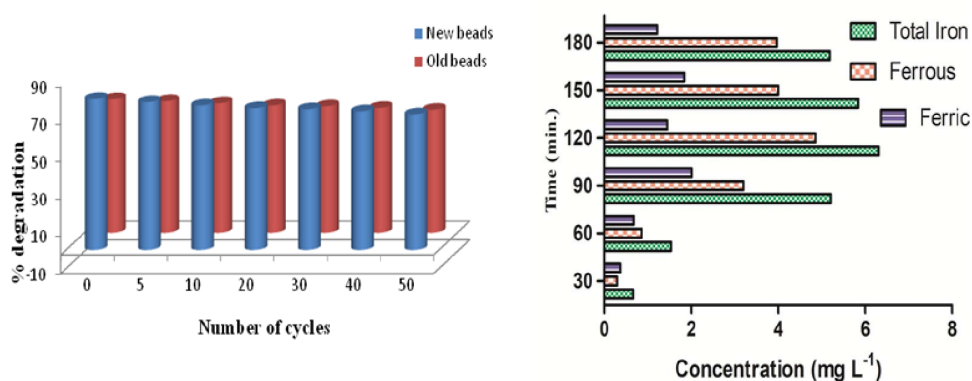 New beads
Old beads
90
70
50
30
10
-10
% degradation
0 5 10 20 30 40 50
Number of cycles
Total Iron
Ferrous
Ferric
180
150
120
90
60
30
Time (min.)
0 2 4 6 8
Concentration (mg L⁻¹)